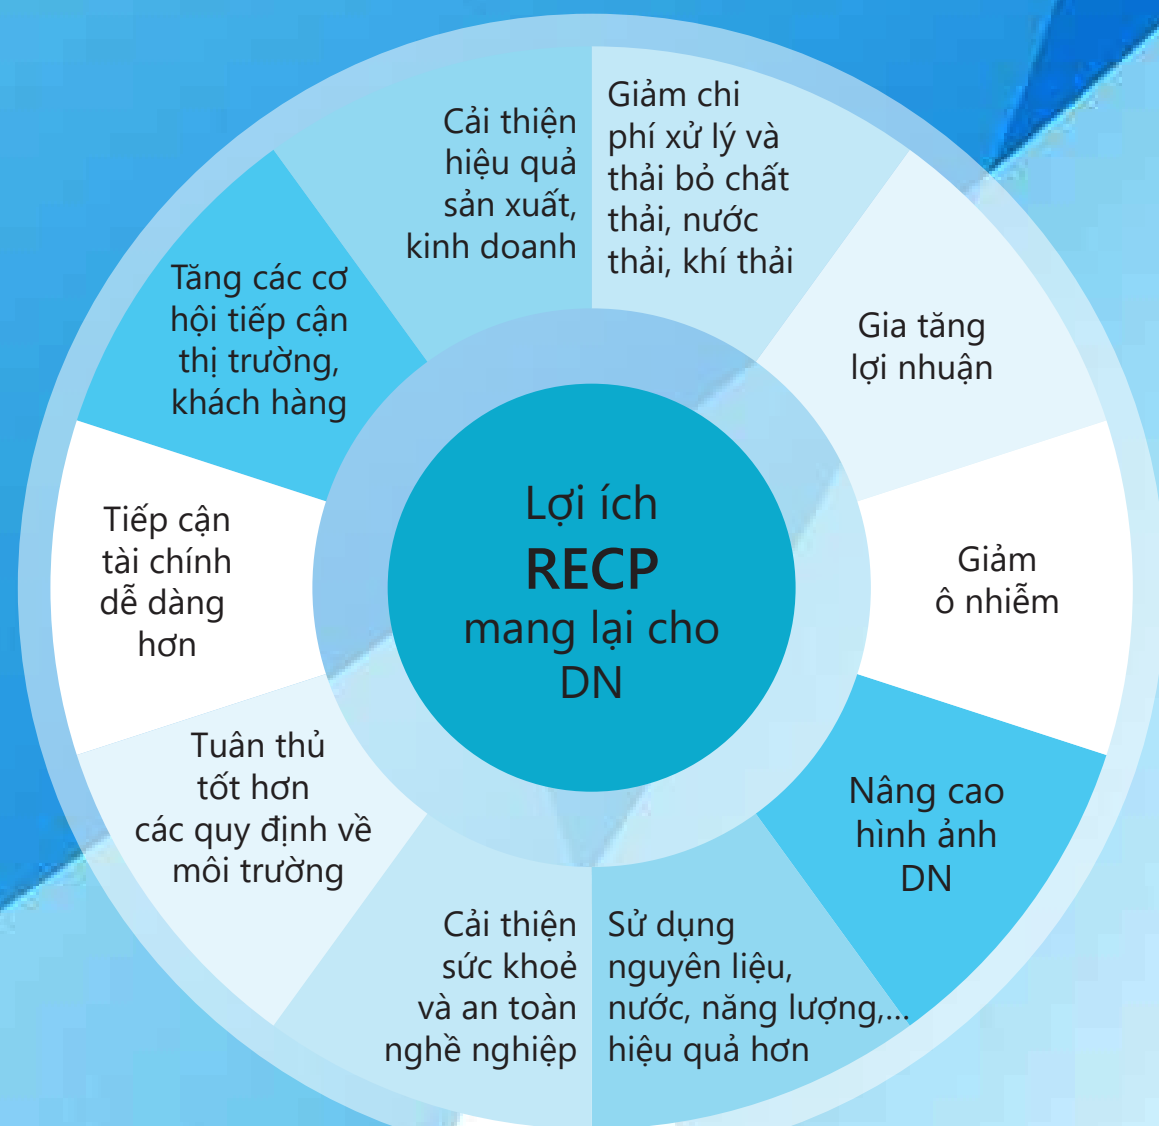 Lợi ích
RECP
mang lại cho
DN
Giảm chi
phí xử lý và
thải bỏ chất
thải, nước
thải, khí thải
Gia tăng
lợi nhuận
Giảm
ô nhiễm
Nâng cao
hình ảnh
DN
Sử dụng
nguyên liệu,
nước, năng lượng,...
hiệu quả hơn
Cải thiện
sức khoẻ
và an toàn
nghề nghiệp
Tuân thủ
tốt hơn
các quy định về
môi trường
Tiếp cận
tài chính
dễ dàng
hơn
Tăng các cơ
hội tiếp cận
thị trường,
khách hàng
Cải thiện
hiệu quả
sản xuất,
kinh doanh